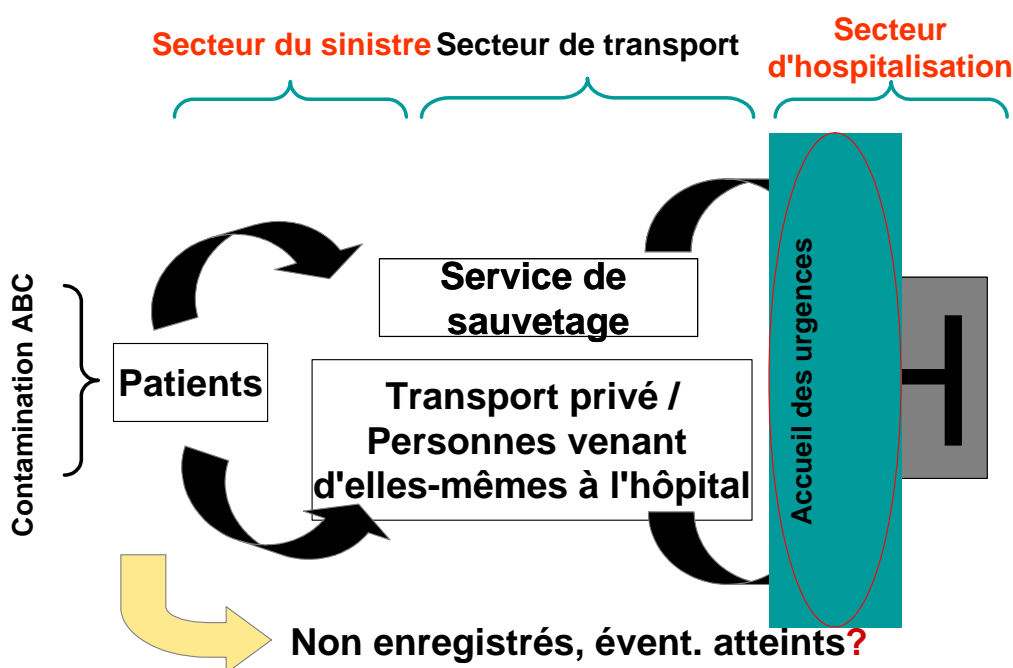 Secteur du sinistre
Secteur de transport
Secteur
d'hospitalisation
Contamination ABC
Patients
Service de
sauvetage
Transport privé /
Personnes venant
d'elles-mêmes à l'hôpital
Accueil des urgences
H
Non enregistrés, évent. atteints?